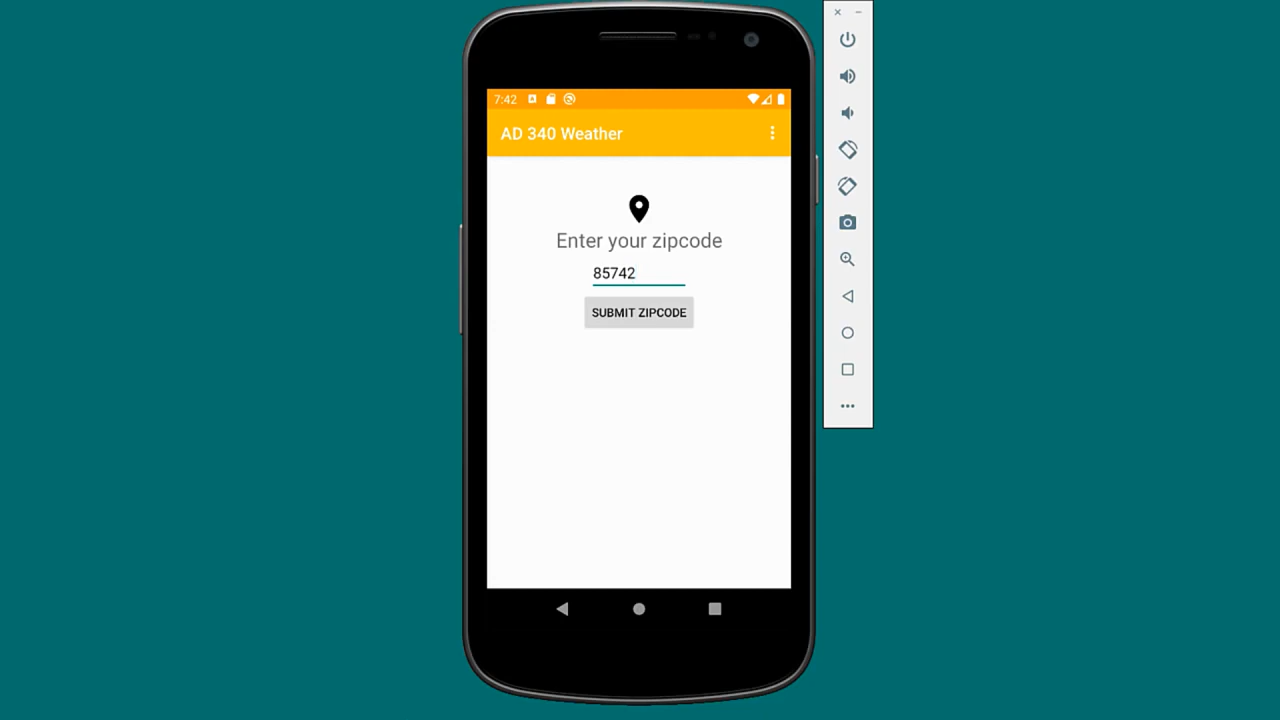 7:42
AD 340 Weather
Enter your zipcode
85742
SUBMIT ZIPCODE